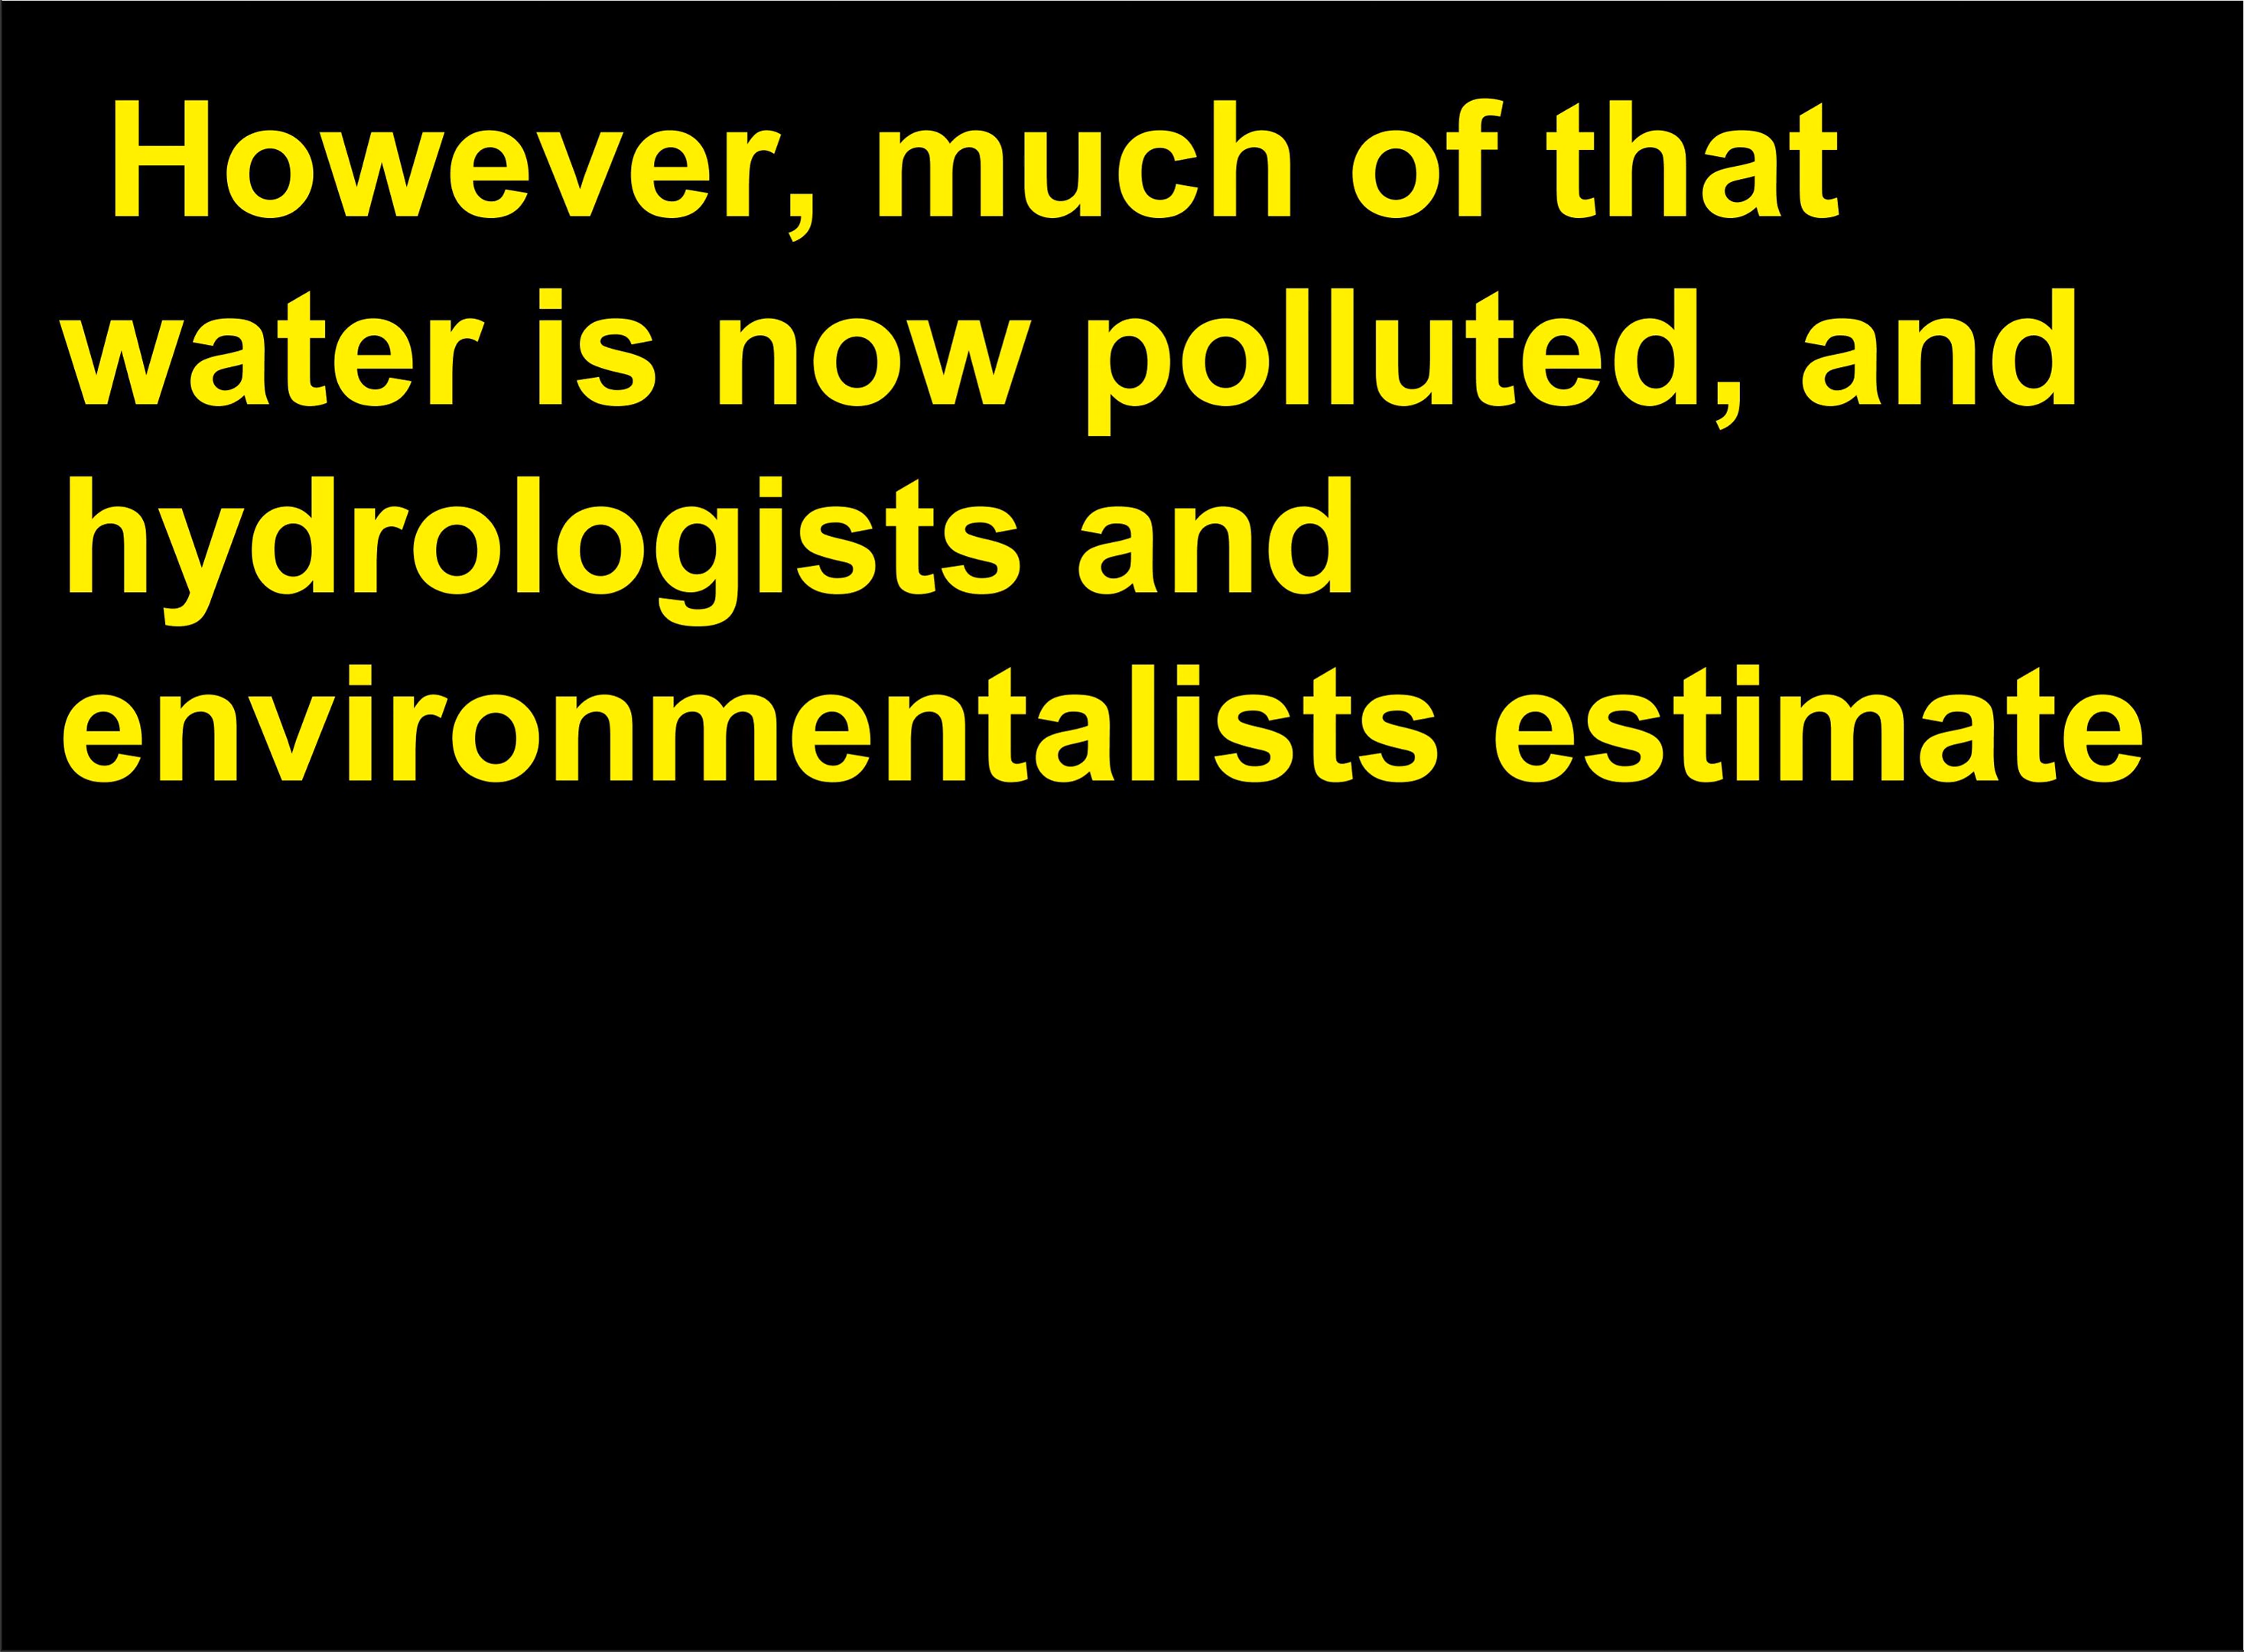 However, much of that
water is now polluted, and
hydrologists and
environmentalists estimate